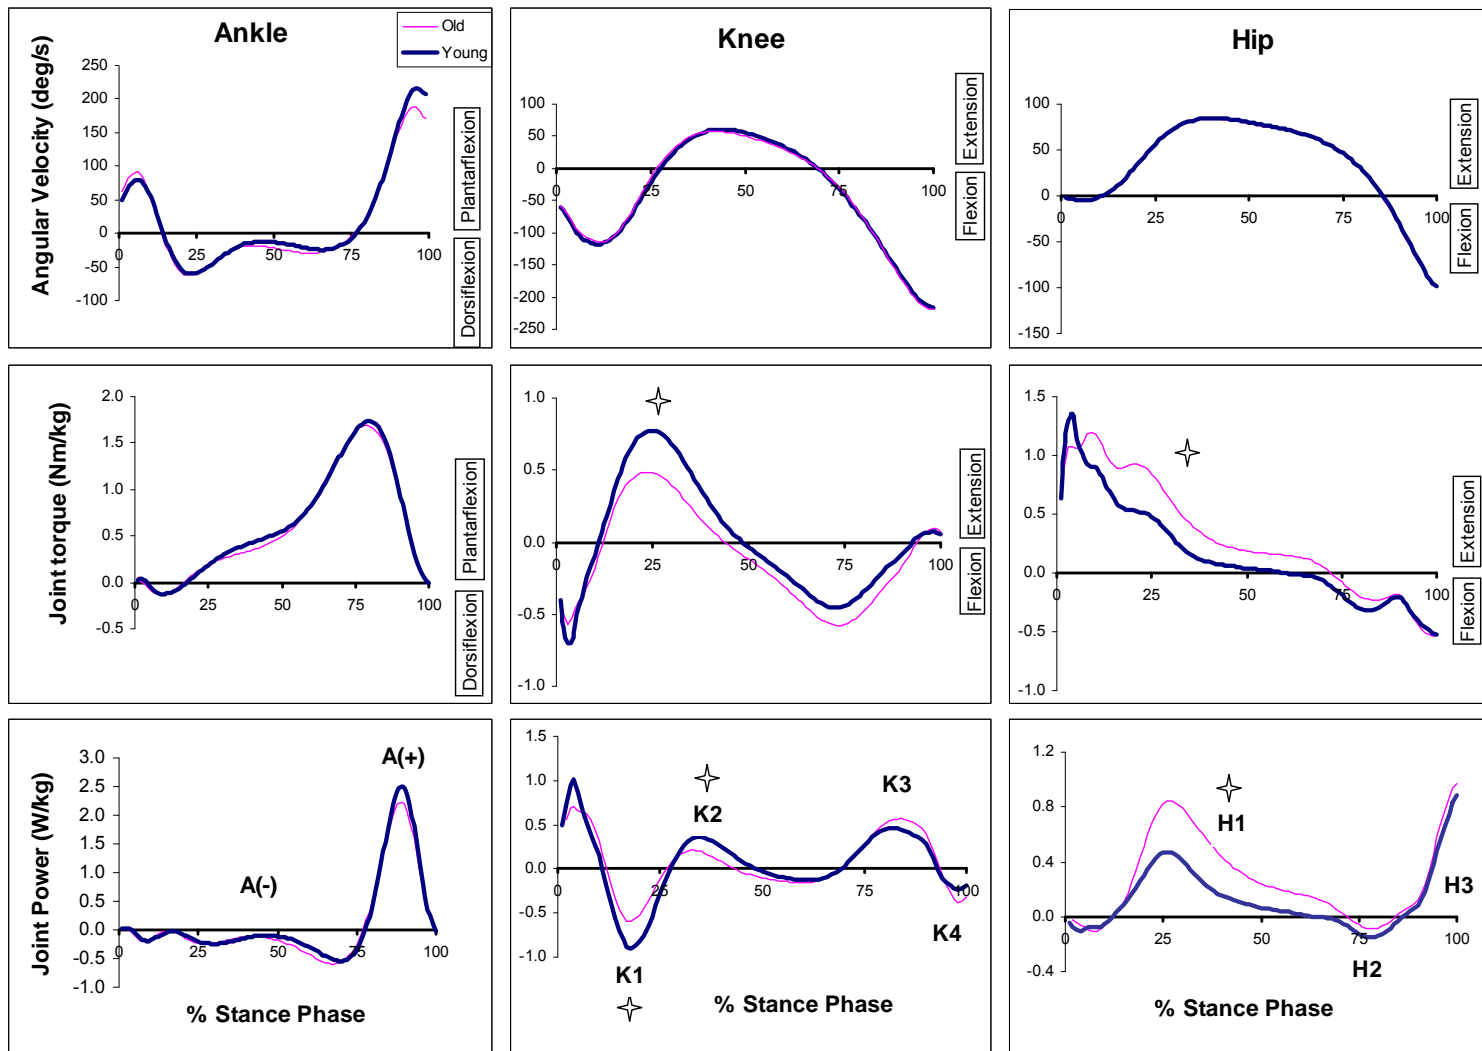 Ankle
Old
Young
Angular Velocity (deg/s)
250
200
150
100
50
0
-50
-100
0 25 50 75 100
Plantarflexion
Dorsiflexion
Knee
100
50
0
-50
-100
-150
-200
-250
0 25 50 75 100
Extension
Flexion
Hip
100
50
0
-50
-100
-150
0 25 50 75 100
Extension
Flexion
Joint torque (Nm/kg)
2.0
1.5
1.0
0.5
0.0
-0.5
0 25 50 75 100
Plantarflexion
Dorsiflexion
1.0
0.5
0.0
-0.5
-1.0
0 25 50 75 100
Extension
Flexion
1.5
1.0
0.5
0.0
-0.5
-1.0
0 25 50 75 100
Extension
Flexion
Joint Power (W/kg)
3.0
2.5
2.0
1.5
1.0
0.5
0.0
-0.5
-1.0
0 25 50 75 100
A(+)
A(-)
% Stance Phase
1.5
1.0
0.5
0.0
-0.5
-1.0
0 25 50 75 100
K2
K3
K4
K1
% Stance Phase
1.2
0.8
0.4
0.0
-0.4
0 25 50 75 100
H1
H3
H2
% Stance Phase